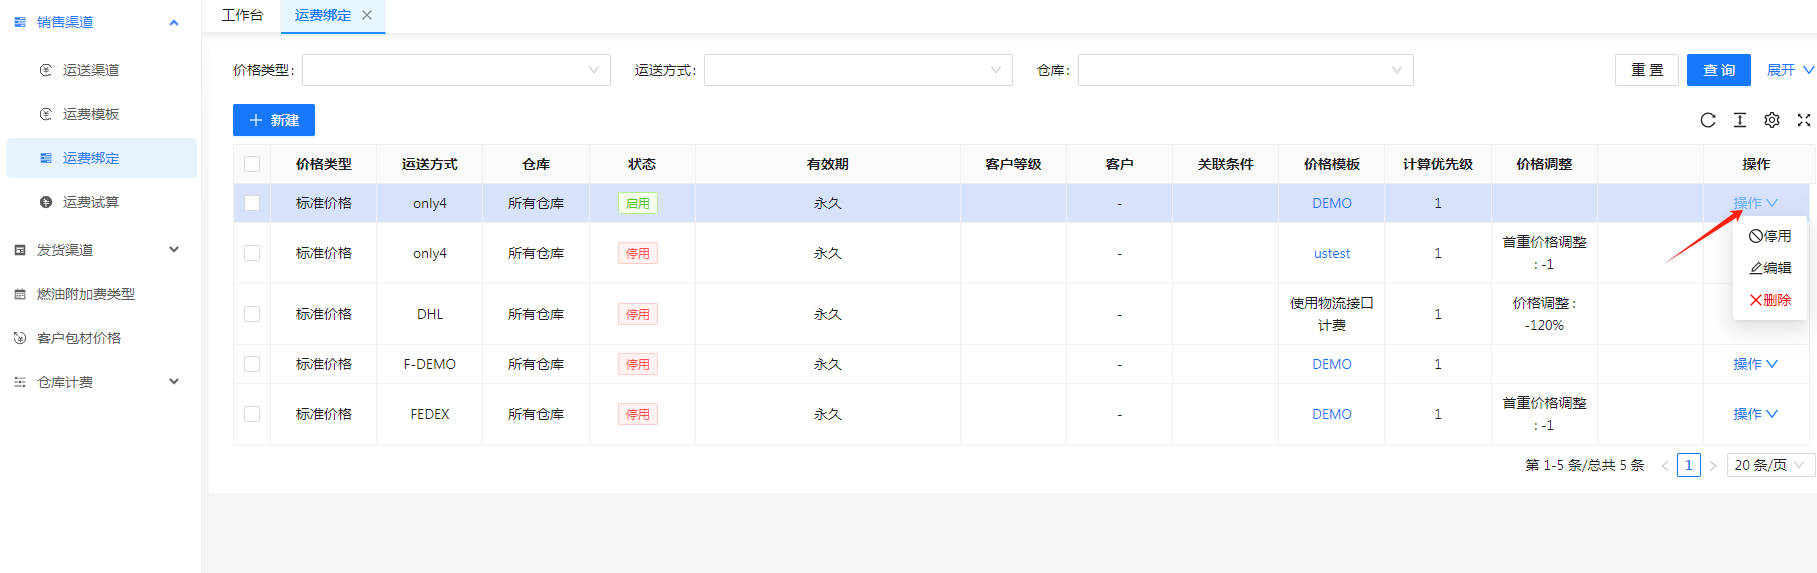 销售渠道
运送渠道
运费模板
运费绑定
运费试算
发货渠道
燃油附加费类型
客户包材价格
仓库计费
工作台 运费绑定
价格类型: 运送方式: 仓库: 重 置 查 询 展开
新建
价格类型 运送方式 仓库 状态 有效期 客户等级 客户 关联条件 价格模板 计算优先级 价格调整 操作
标准价格 only4 所有仓库 启用 永久 - DEMO 1 操作
停用
编辑
删除
标准价格 only4 所有仓库 停用 永久 - ustest 1 首重价格调整
: -1
标准价格 DHL 所有仓库 停用 永久 - 使用物流接口
计费 1 价格调整 :
-120%
标准价格 F-DEMO 所有仓库 停用 永久 - DEMO 1 操作
标准价格 FEDEX 所有仓库 停用 永久 - DEMO 1 首重价格调整
: -1 操作
第 1-5 条/总共 5 条 < 1 > 20 条/页